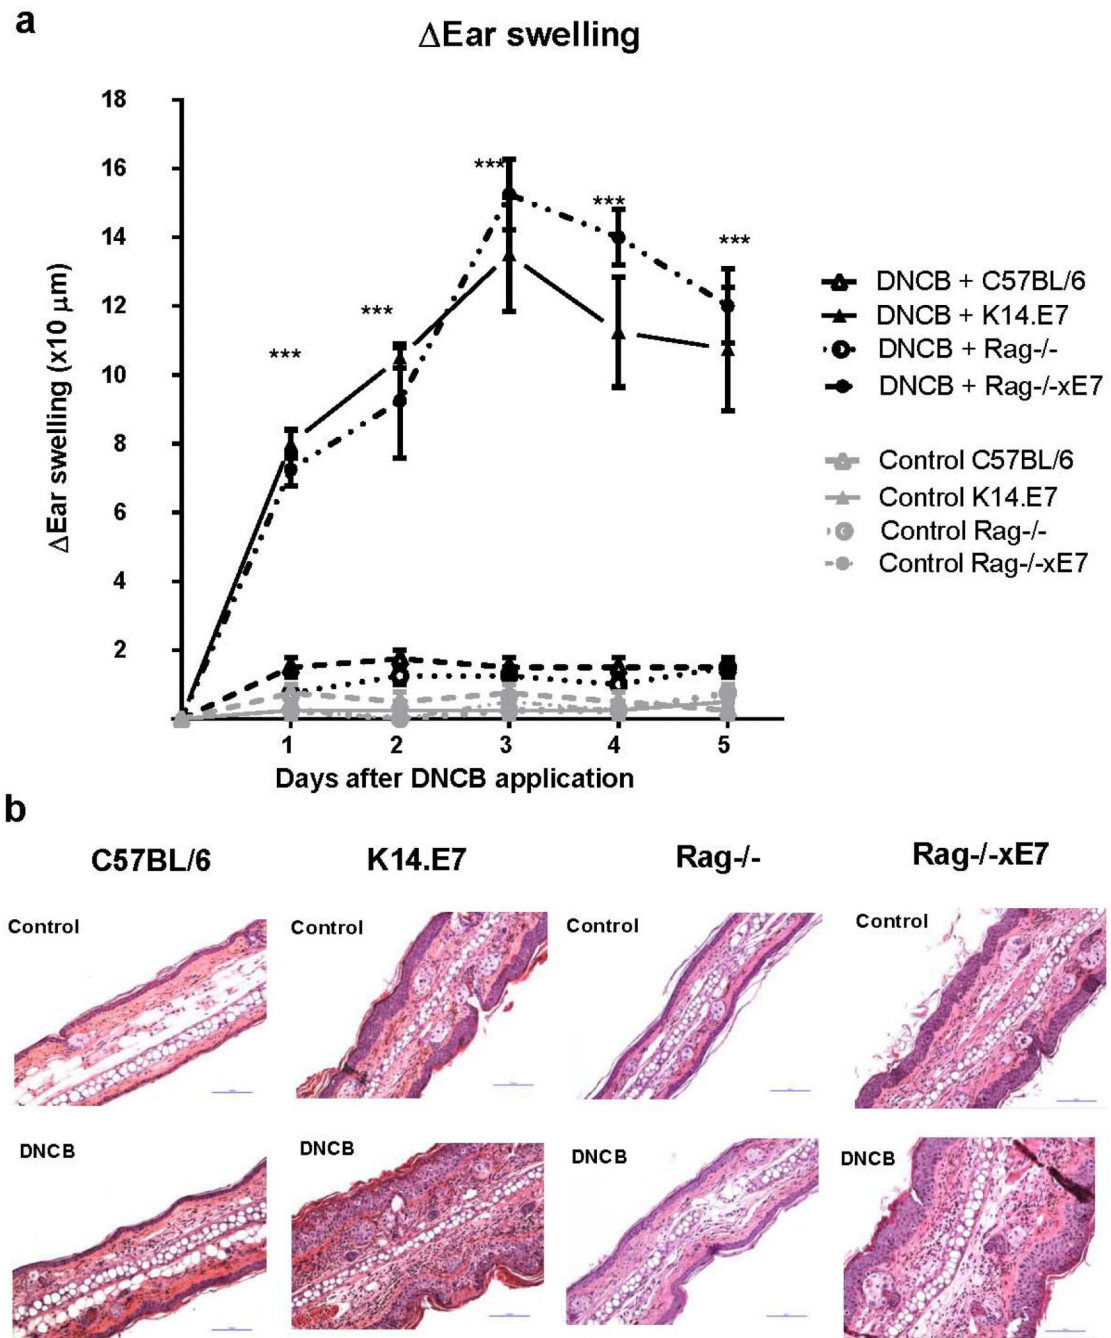 a
ΔEar swelling
18
16
14
12
10
8
6
4
2
ΔEar swelling (x10 μm)
***
***
***
***
***
1 2 3 4 5
Days after DNCB application
DNCB + C57BL/6
DNCB + K14.E7
DNCB + Rag-/-
DNCB + Rag-/-xE7
Control C57BL/6
Control K14.E7
Control Rag-/-
Control Rag-/-xE7
b
C57BL/6 K14.E7 Rag-/- Rag-/-xE7
Control Control Control Control
DNCB DNCB DNCB DNCB